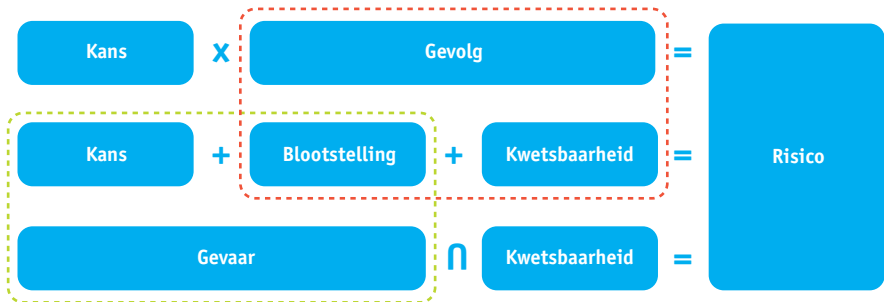 Kans x Gevolg =
Kans + Blootstelling + Kwetsbaarheid = Risico
Gevaar ∩ Kwetsbaarheid =